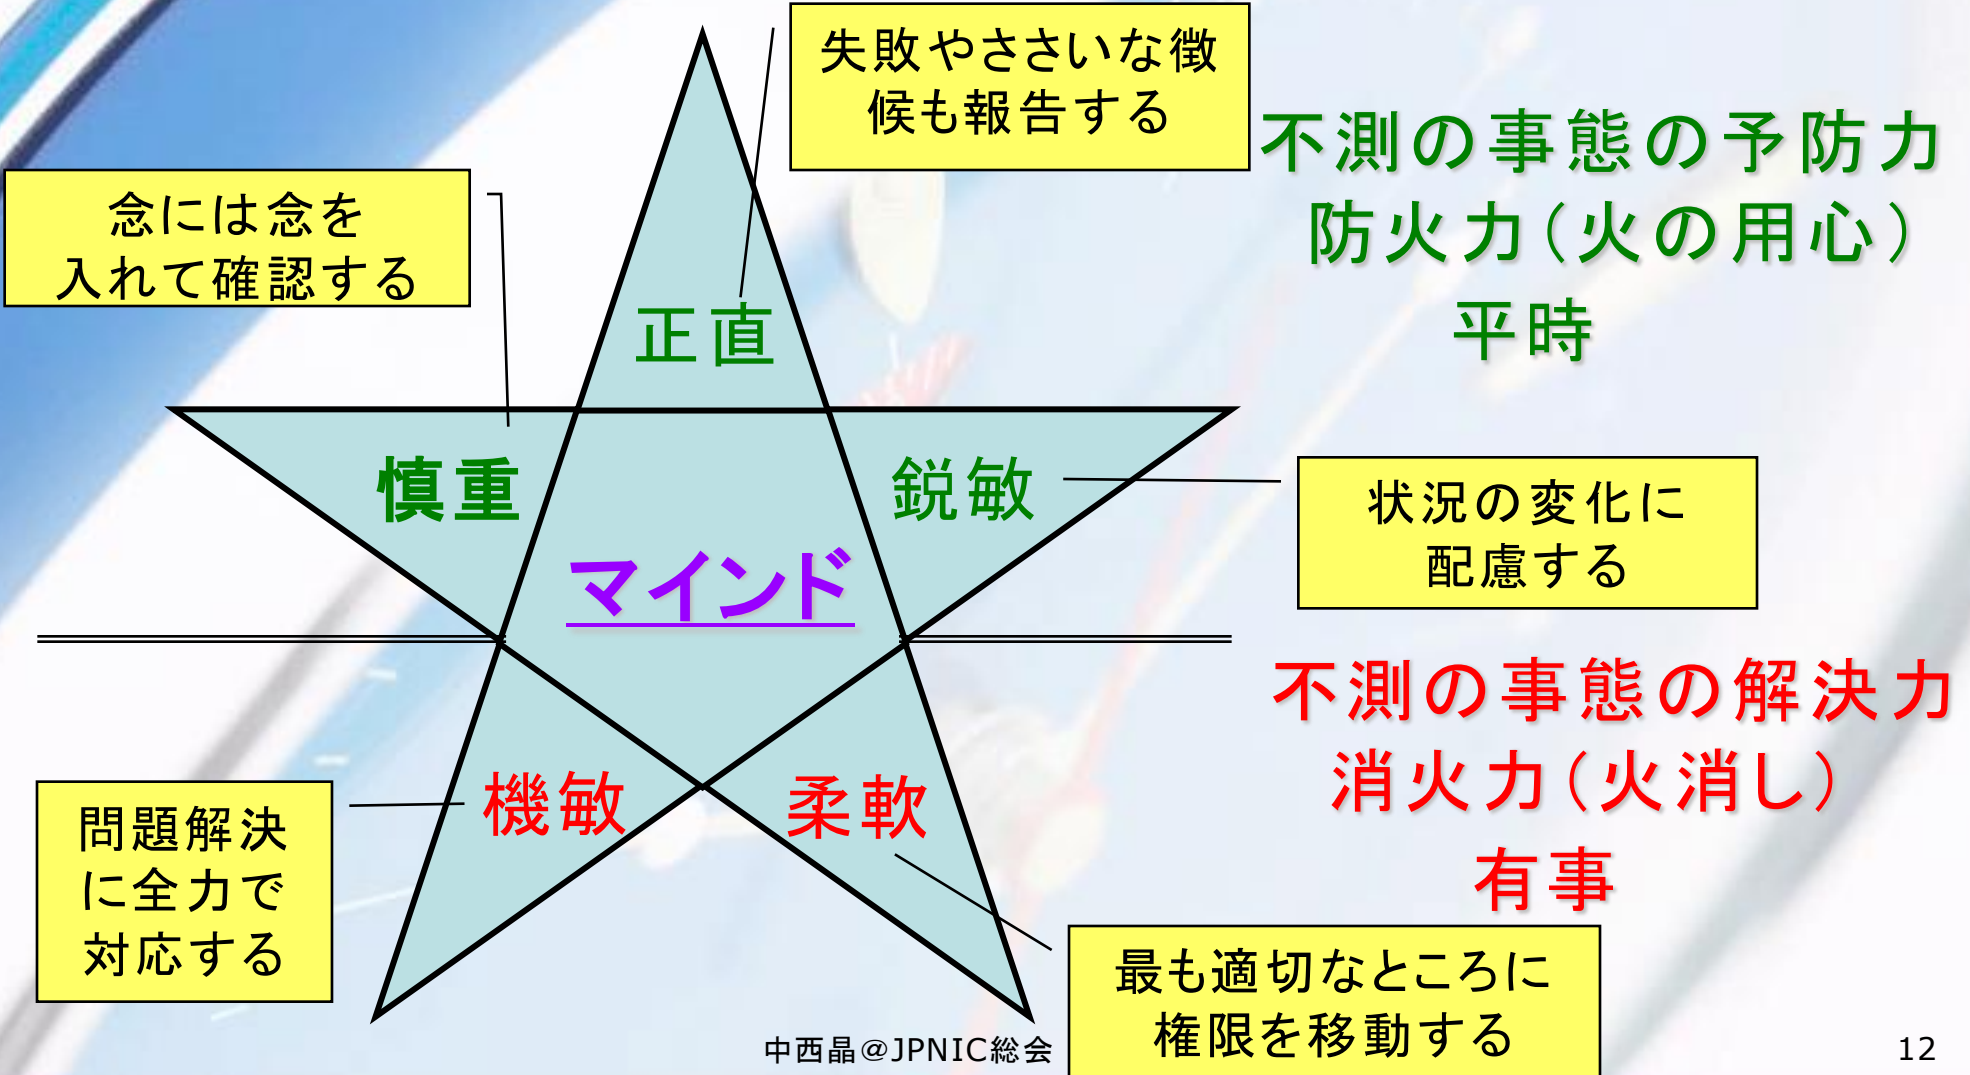 失敗やささいな徴
候も報告する
不測の事態の予防力
防火力(火の用心)
平時
念には念を
入れて確認する
正直
慎重
鋭敏
マインド
状況の変化に
配慮する
不測の事態の解決力
消火力(火消し)
有事
機敏
柔軟
問題解決
に全力で
対応する
最も適切なところに
権限を移動する
中西晶@JPNIC総会
12